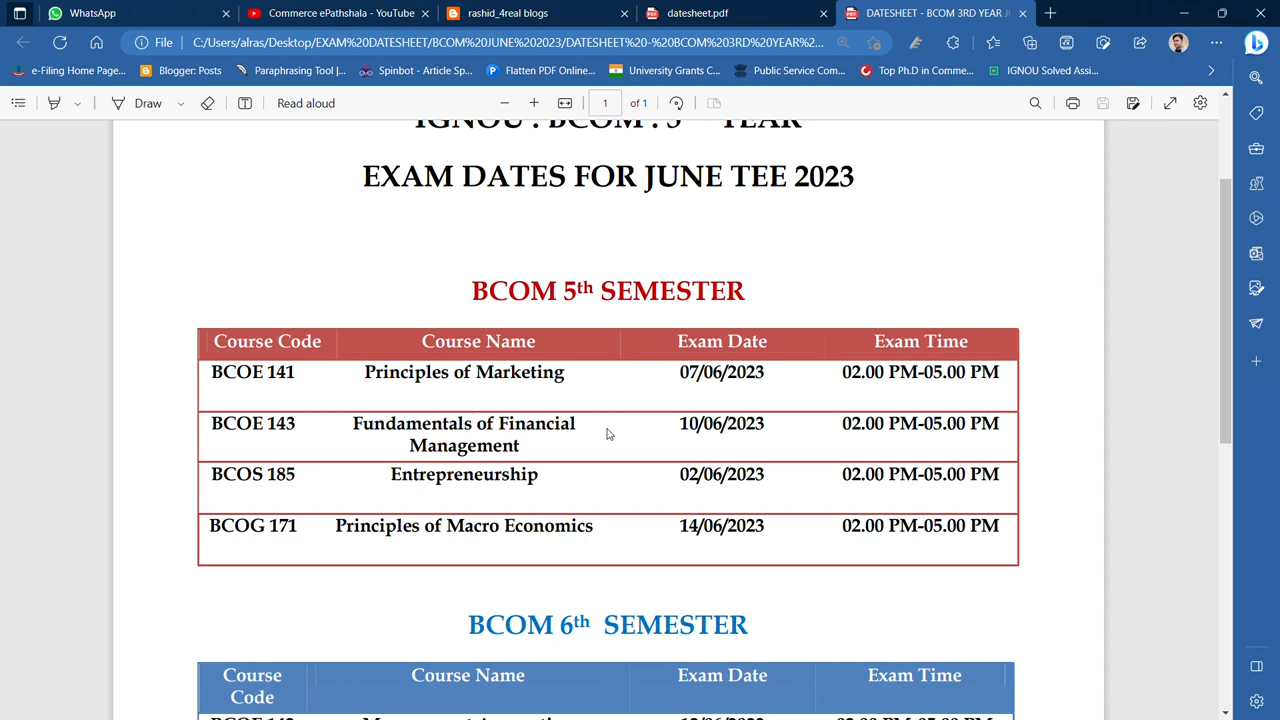 WhatsApp
Commerce ePathshala - YouTube
rashid_4real blogs
datesheet.pdf
DATESHEET - BCOM 3RD YEAR J
File
C:/Users/alras/Desktop/EXAM%20DATESHEET/BCOM%20JUNE%202023/DATESHEET%20-%20BCOM%203RD%20YEAR%2...
e-Filing Home Page...
Blogger: Posts
Paraphrasing Tool |...
Spinbot - Article Sp...
Flatten PDF Online...
University Grants C...
Public Service Com...
Top Ph.D in Comme...
IGNOU Solved Assi...
Draw
Read aloud
1
of 1
IGNOU : BCOM : 3 YEAR
EXAM DATES FOR JUNE TEE 2023
BCOM 5th SEMESTER
Course Code Course Name Exam Date Exam Time
BCOE 141 Principles of Marketing 07/06/2023 02.00 PM-05.00 PM
BCOE 143 Fundamentals of Financial 10/06/2023 02.00 PM-05.00 PM
Management
BCOS 185 Entrepreneurship 02/06/2023 02.00 PM-05.00 PM
BCOG 171 Principles of Macro Economics 14/06/2023 02.00 PM-05.00 PM
BCOM 6th SEMESTER
Course Course Name Exam Date Exam Time
Code